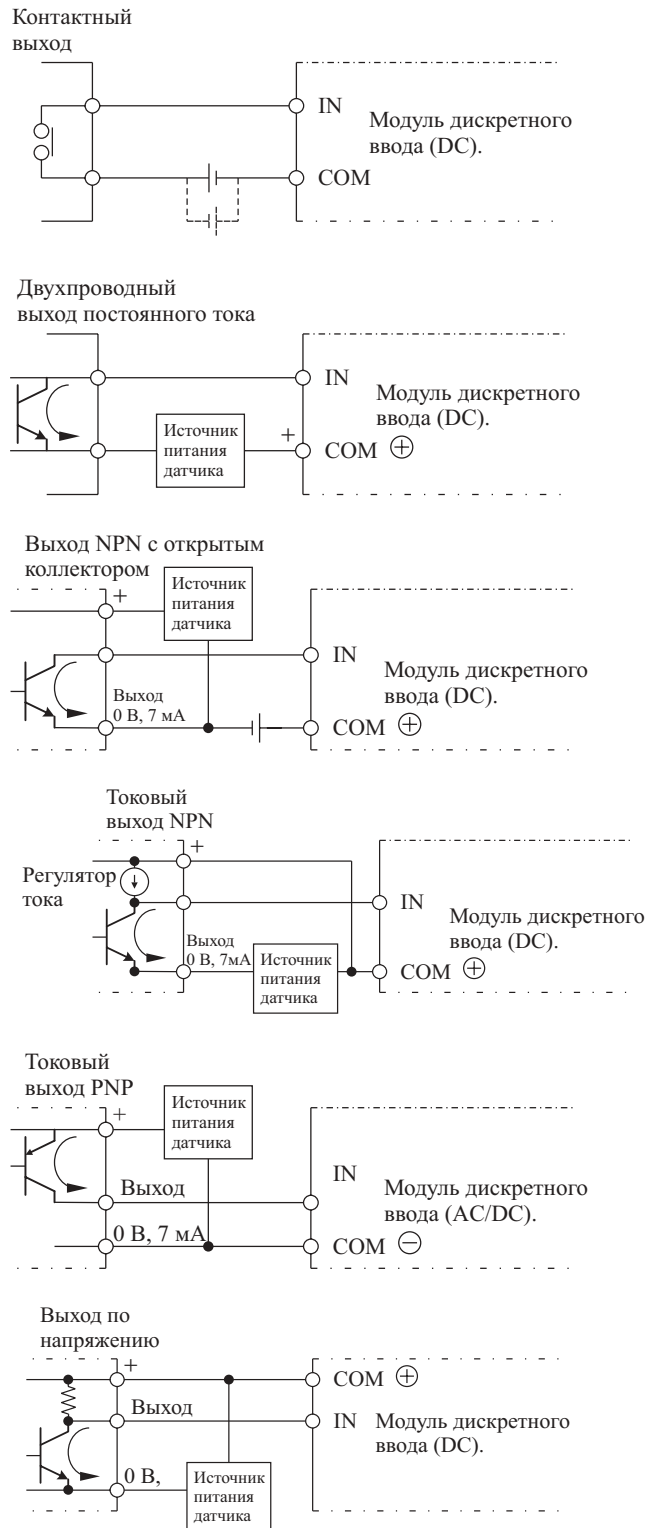 Контактный
выход
IN
Модуль дискретного
ввода (DC).
COM
Двухпроводный
выход постоянного тока
IN
Модуль дискретного
ввода (DC).
Источник
питания
датчика
+
COM ⊕
Выход NPN с открытым
коллектором
+
Источник
питания
датчика
IN
Модуль дискретного
ввода (DC).
Выход
0 В, 7 мА
COM ⊕
Токовый
выход NPN
+
Регулятор
тока
IN
Модуль дискретного
ввода (DC).
Выход
0 В, 7мА
Источник
питания
датчика
COM ⊕
Токовый
выход PNP
+
Источник
питания
датчика
IN
Модуль дискретного
ввода (AC/DC).
Выход
0 В, 7 мА
COM ⊖
Выход по
напряжению
+
COM ⊕
Выход
IN
Модуль дискретного
ввода (DC).
0 В,
Источник
питания
датчика